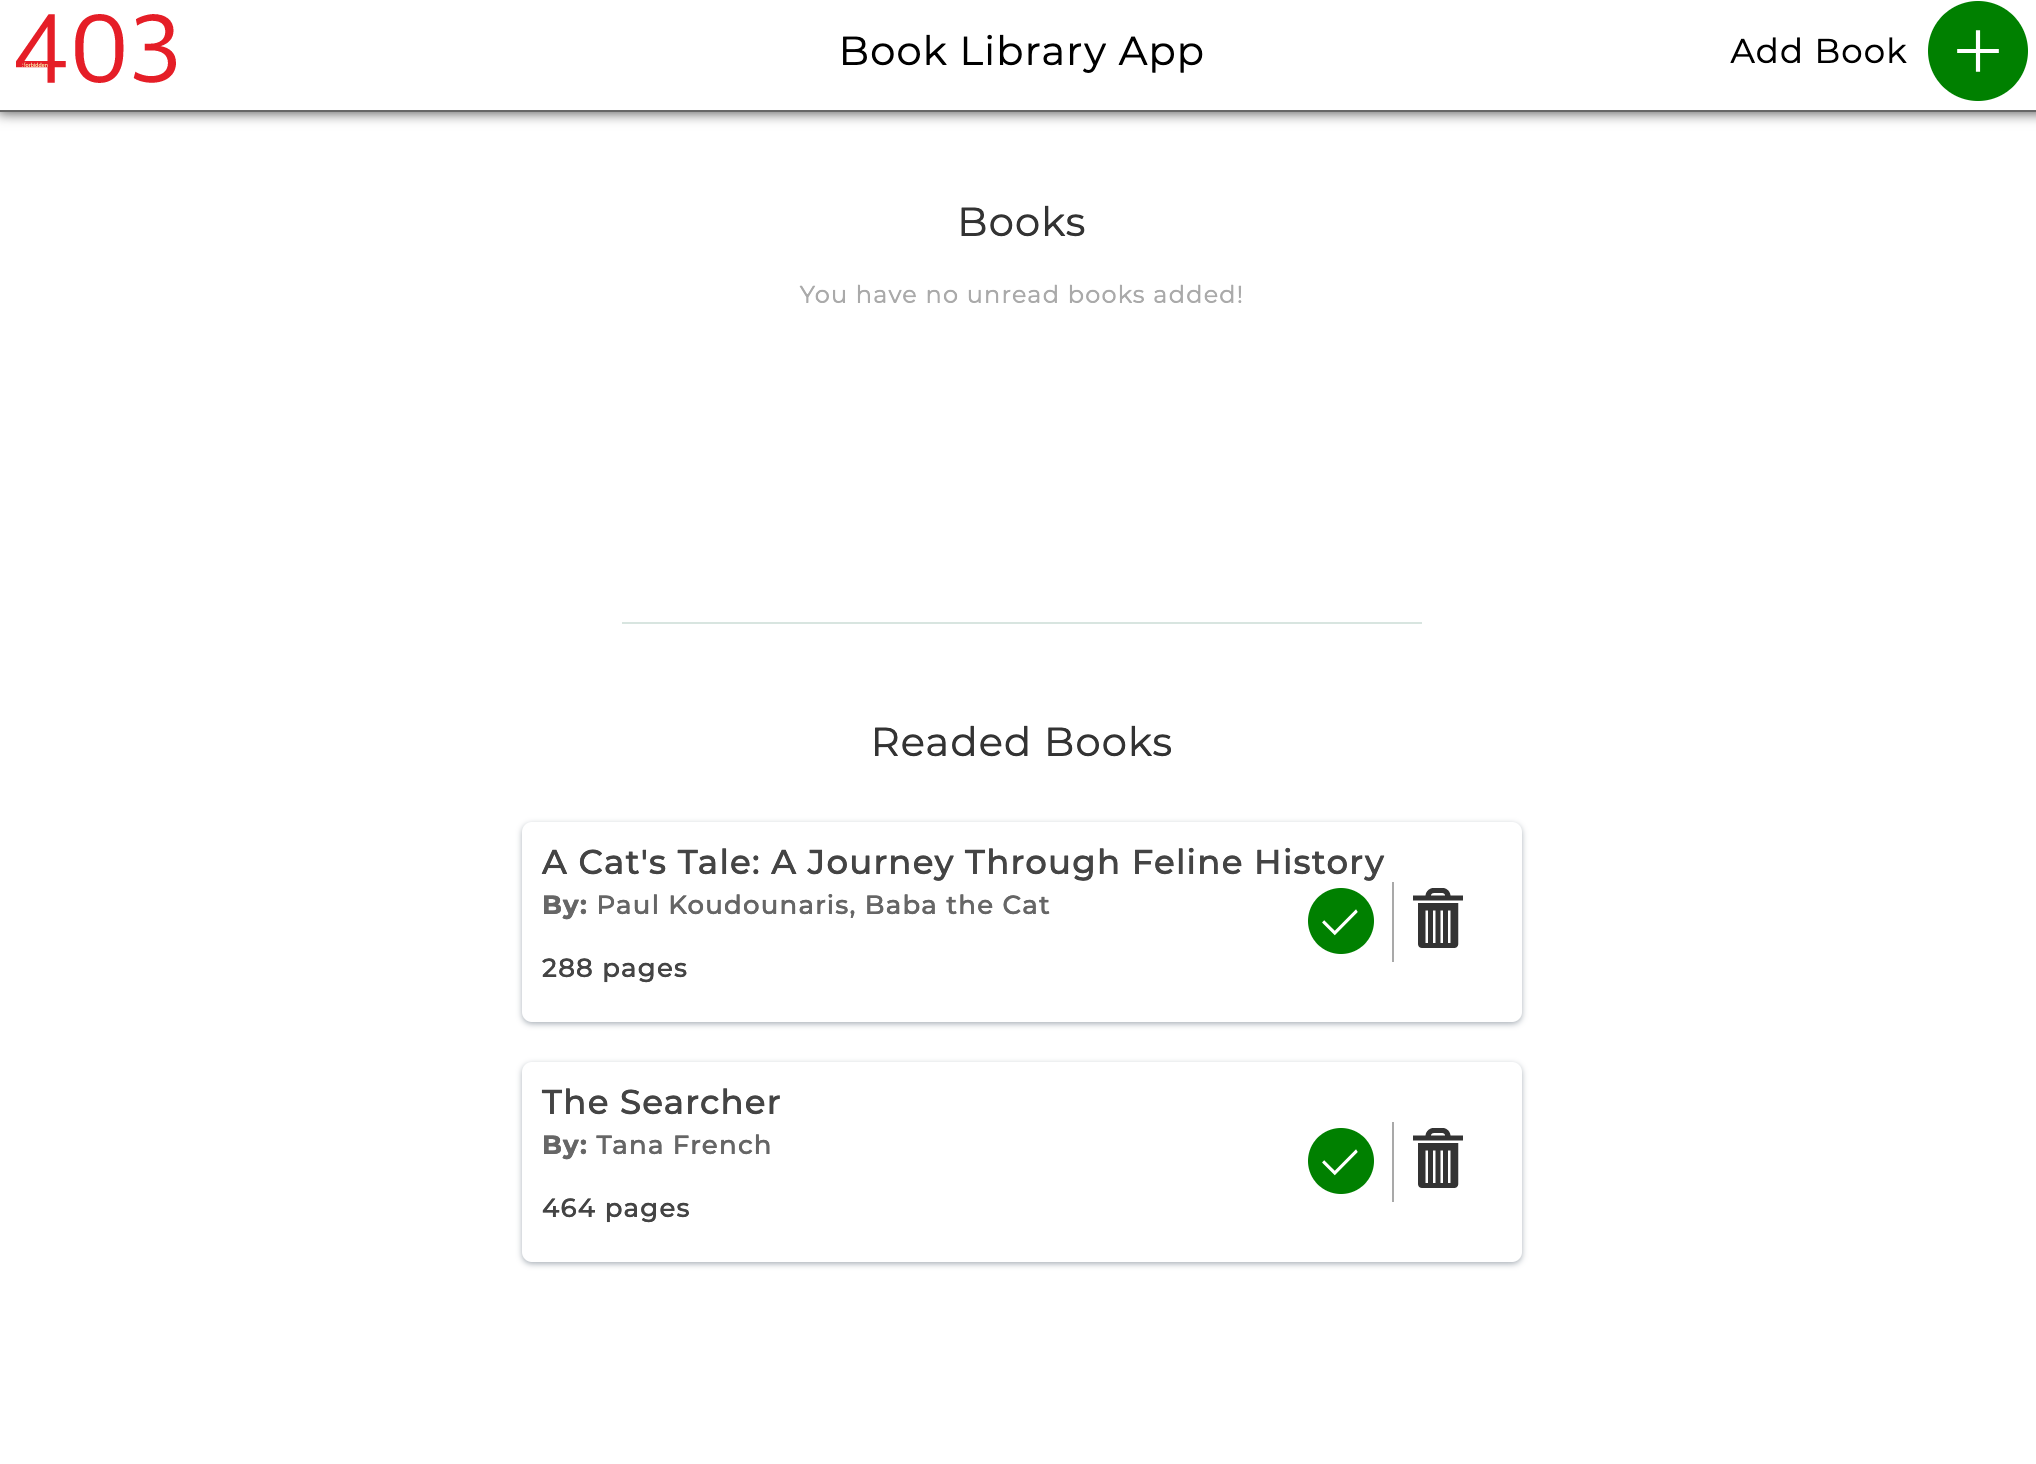 403
forbidden
Book Library App
Add Book
Books
You have no unread books added!
Readed Books
A Cat's Tale: A Journey Through Feline History
By: Paul Koudounaris, Baba the Cat
288 pages
The Searcher
By: Tana French
464 pages